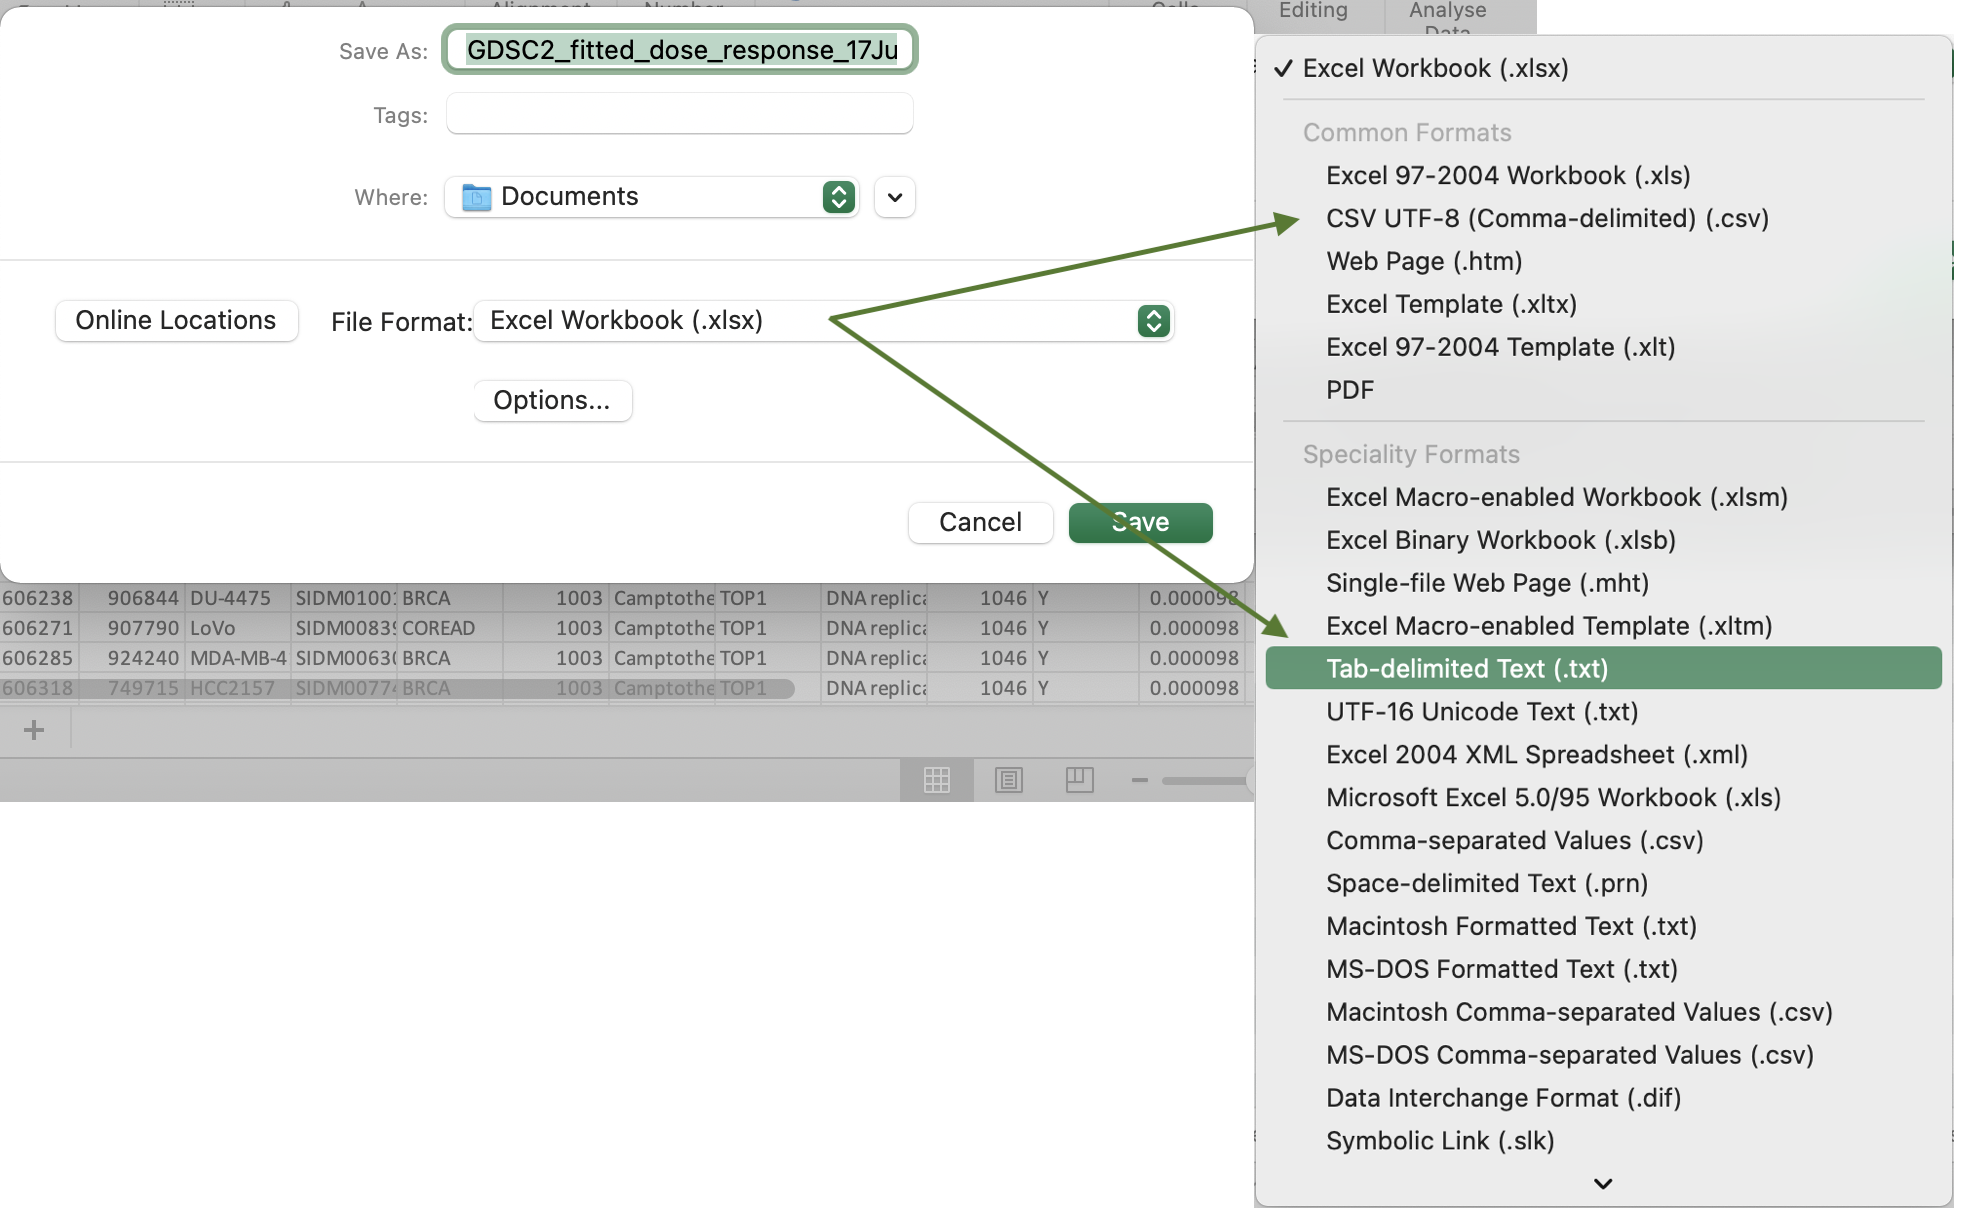 Alignment
Number
Cells
Editing
Analyse
Data
Save As: GDSC2_fitted_dose_response_17Ju
Tags:
Where: Documents
Online Locations
File Format: Excel Workbook (.xlsx)
Options...
Cancel
Save
606238 906844 DU-4475 SIDM0100 BRCA 1003 Camptothe TOP1 DNA replica 1046 Y 0.000098
606271 907790 LoVo SIDM0083 COREAD 1003 Camptothe TOP1 DNA replica 1046 Y 0.000098
606285 924240 MDA-MB-4 SIDM0063 BRCA 1003 Camptothe TOP1 DNA replica 1046 Y 0.000098
606318 749715 HCC2157 SIDM0077 BRCA 1003 Camptothe TOP1 DNA replica 1046 Y 0.000098
+
✓ Excel Workbook (.xlsx)
Common Formats
Excel 97-2004 Workbook (.xls)
CSV UTF-8 (Comma-delimited) (.csv)
Web Page (.htm)
Excel Template (.xltx)
Excel 97-2004 Template (.xlt)
PDF
Speciality Formats
Excel Macro-enabled Workbook (.xlsm)
Excel Binary Workbook (.xlsb)
Single-file Web Page (.mht)
Excel Macro-enabled Template (.xltm)
Tab-delimited Text (.txt)
UTF-16 Unicode Text (.txt)
Excel 2004 XML Spreadsheet (.xml)
Microsoft Excel 5.0/95 Workbook (.xls)
Comma-separated Values (.csv)
Space-delimited Text (.prn)
Macintosh Formatted Text (.txt)
MS-DOS Formatted Text (.txt)
Macintosh Comma-separated Values (.csv)
MS-DOS Comma-separated Values (.csv)
Data Interchange Format (.dif)
Symbolic Link (.slk)